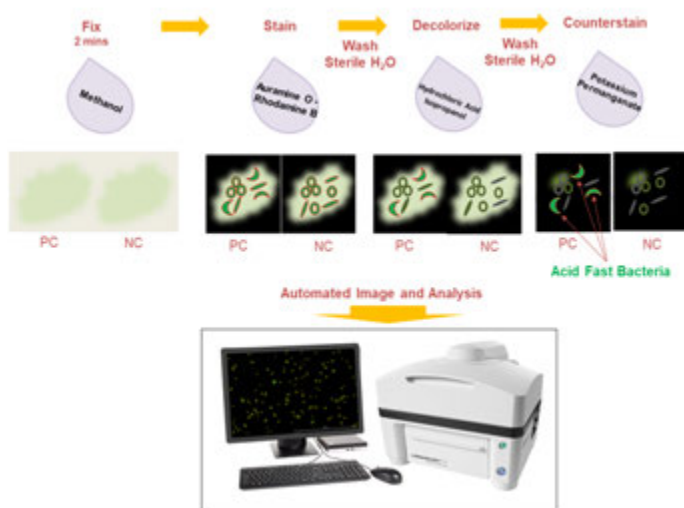 Fix
2 mins
Stain
Wash
Sterile H₂O
Decolorize
Wash
Sterile H₂O
Counterstain
Methanol
Auramine O -
Rhodamine B
Hydrochloric Acid
Isopropanol
Potassium
Permanganate
PC
NC
PC
NC
PC
NC
PC
NC
Acid Fast Bacteria
Automated Image and Analysis